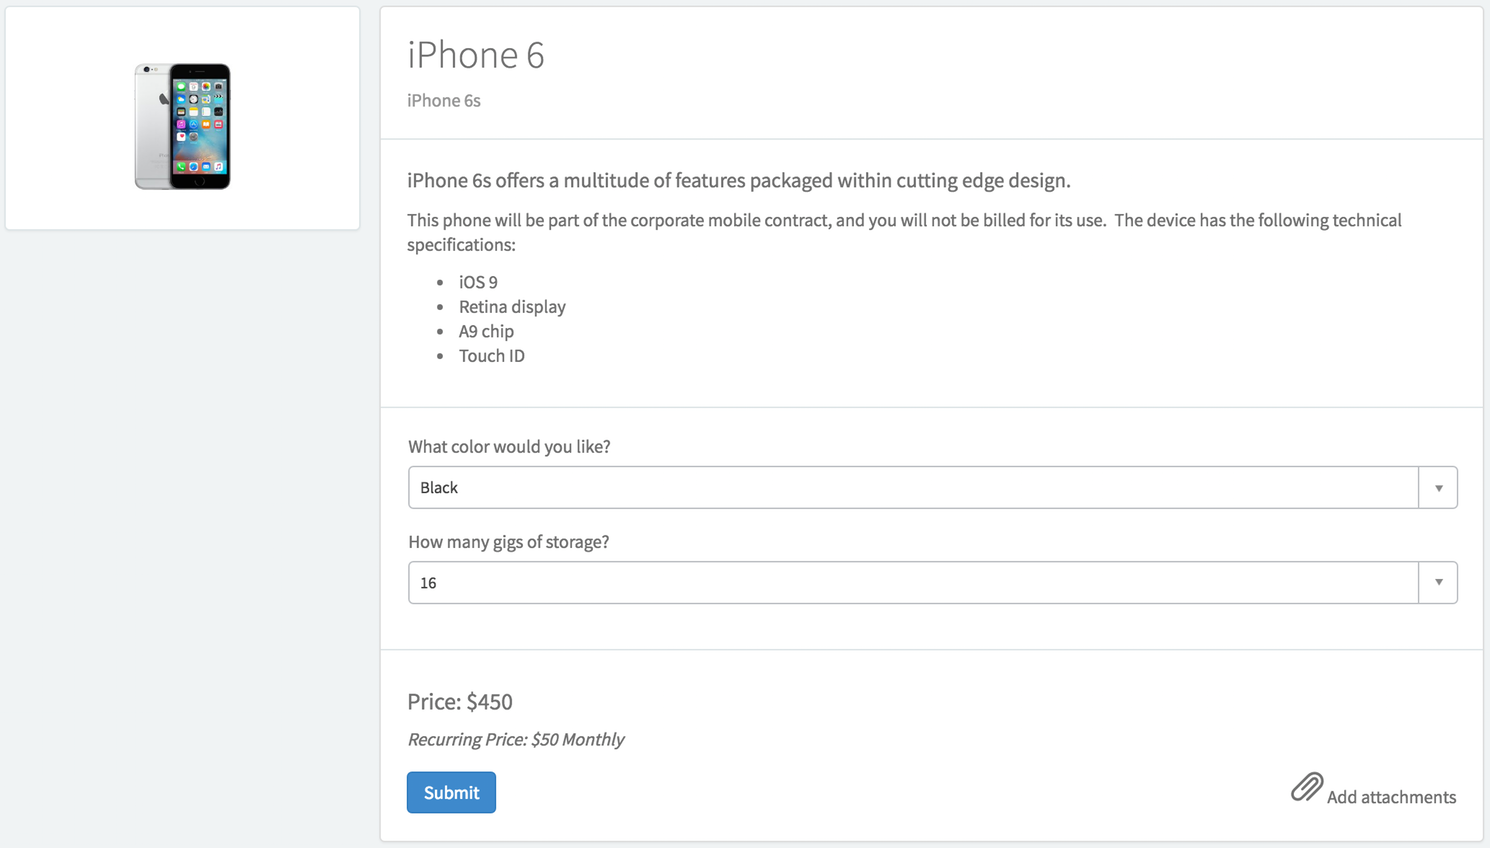 iPhone 6
iPhone 6s
iPhone 6s offers a multitude of features packaged within cutting edge design.
This phone will be part of the corporate mobile contract, and you will not be billed for its use.  The device has the following technical
specifications:
• iOS 9
• Retina display
• A9 chip
• Touch ID
What color would you like?
Black
How many gigs of storage?
16
Price: $450
Recurring Price: $50 Monthly
Submit
Add attachments